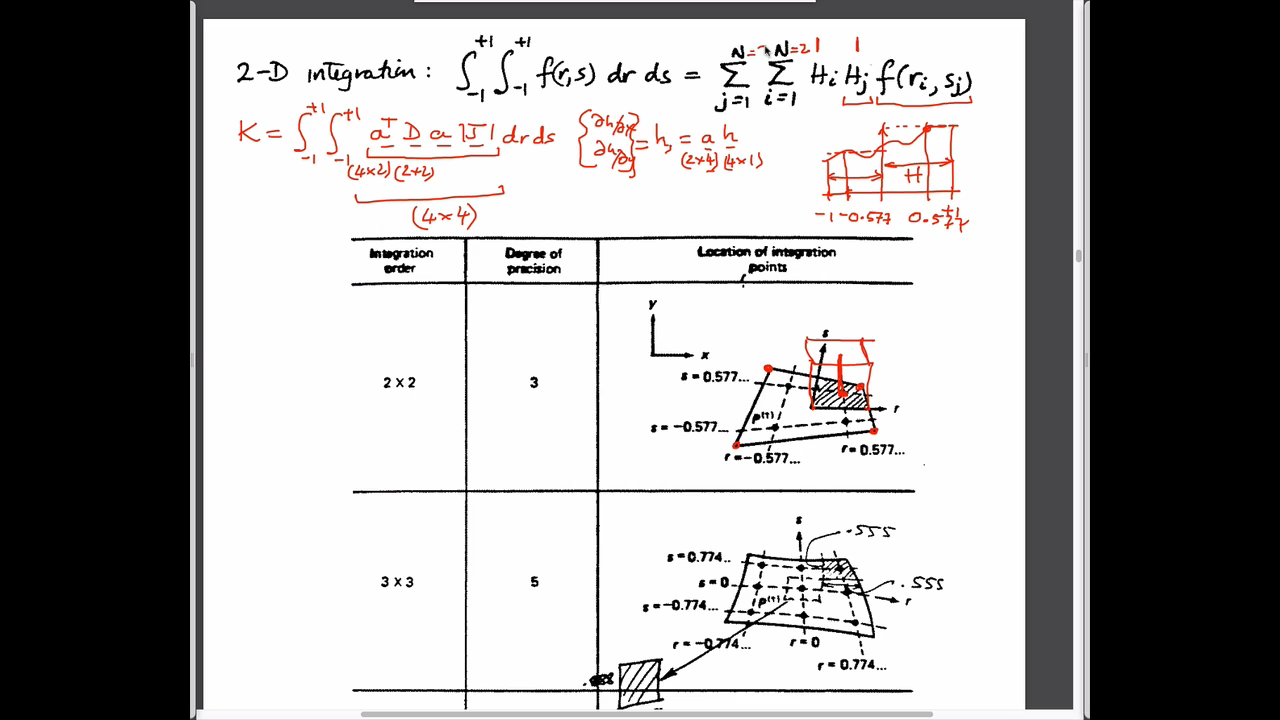 2-D integration: ∫_{-1}^{+1} ∫_{-1}^{+1} f(r,s) dr ds = Σ_{j=1}^{N=2} Σ_{i=1}^{N=2} H_i H_j f(r_i, s_j)
1 1
K = ∫_{-1}^{+1} ∫_{-1}^{+1} a^T D a |J| dr ds
= h, = a h
(4×2) (2×2)
(2×4) (4×1)
(4×4)
H
-1 -0.577
Integration order
Degree of precision
Location of integration points
2 × 2
3
y
x
s
r
s = 0.577...
s = −0.577...
P(1)
r = −0.577...
r = 0.577...
3 × 3
5
s
r
.555
.555
s = 0.774..
s = 0
s = −0.774...
P(1)
r = −0.774...
r = 0
r = 0.774...